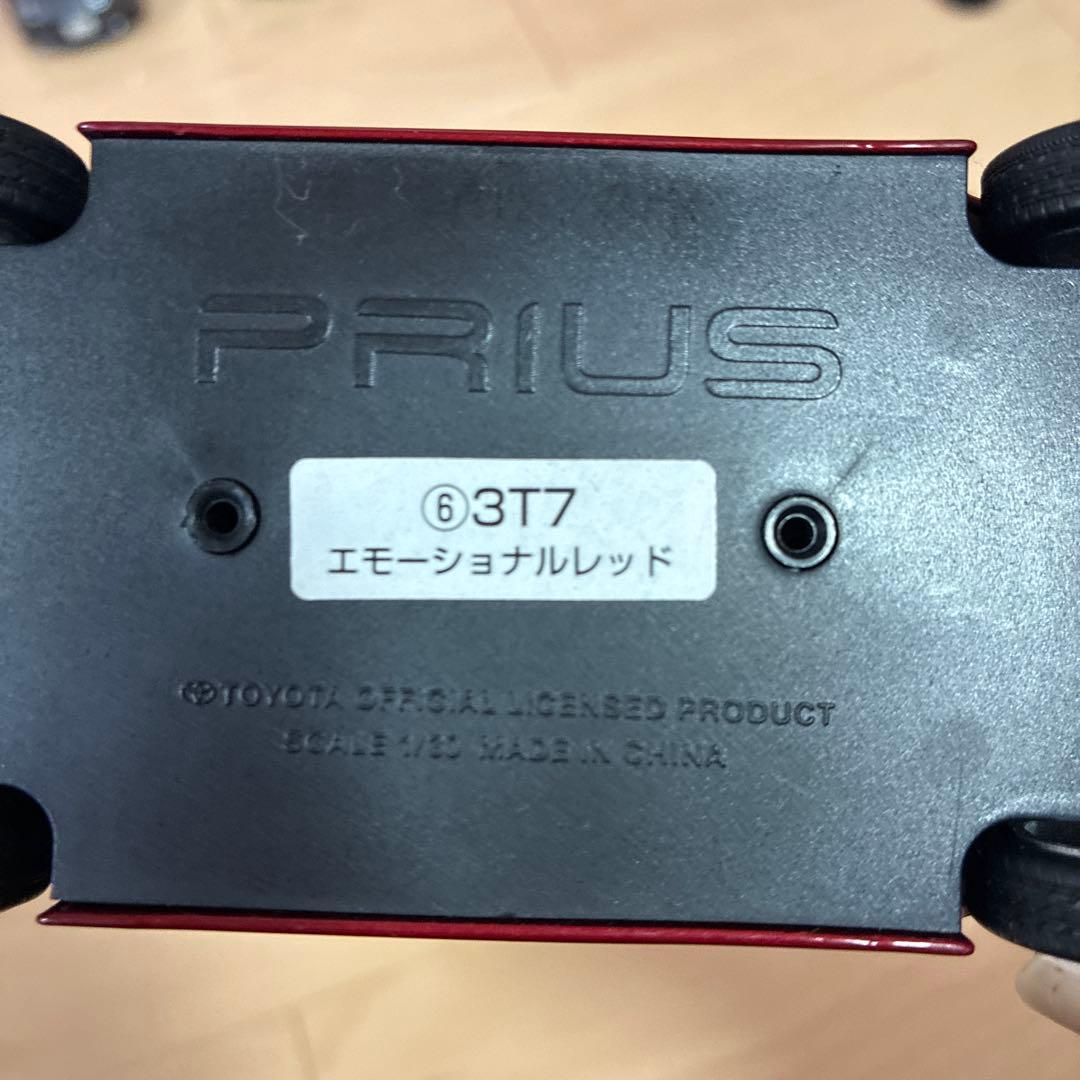 PRIUS
⑥3T7
エモーショナルレッド
TOYOTA OFFICIAL LICENSED PRODUCT
SCALE 1/30 MADE IN CHINA